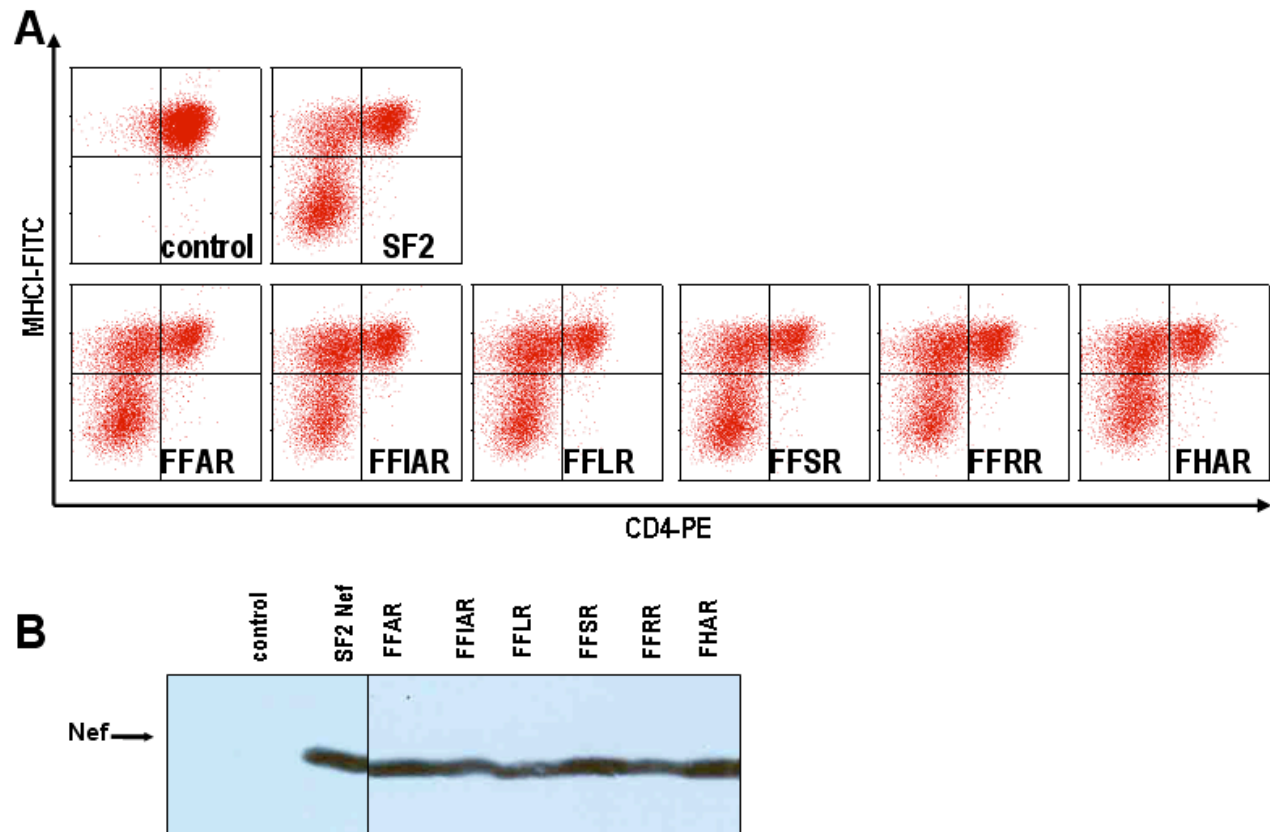 A
MHCI-FITC
control
SF2
FFAR
FFIAR
FFLR
FFSR
FFRR
FHAR
CD4-PE
B
control
SF2 Nef
FFAR
FFIAR
FFLR
FFSR
FFRR
FHAR
Nef